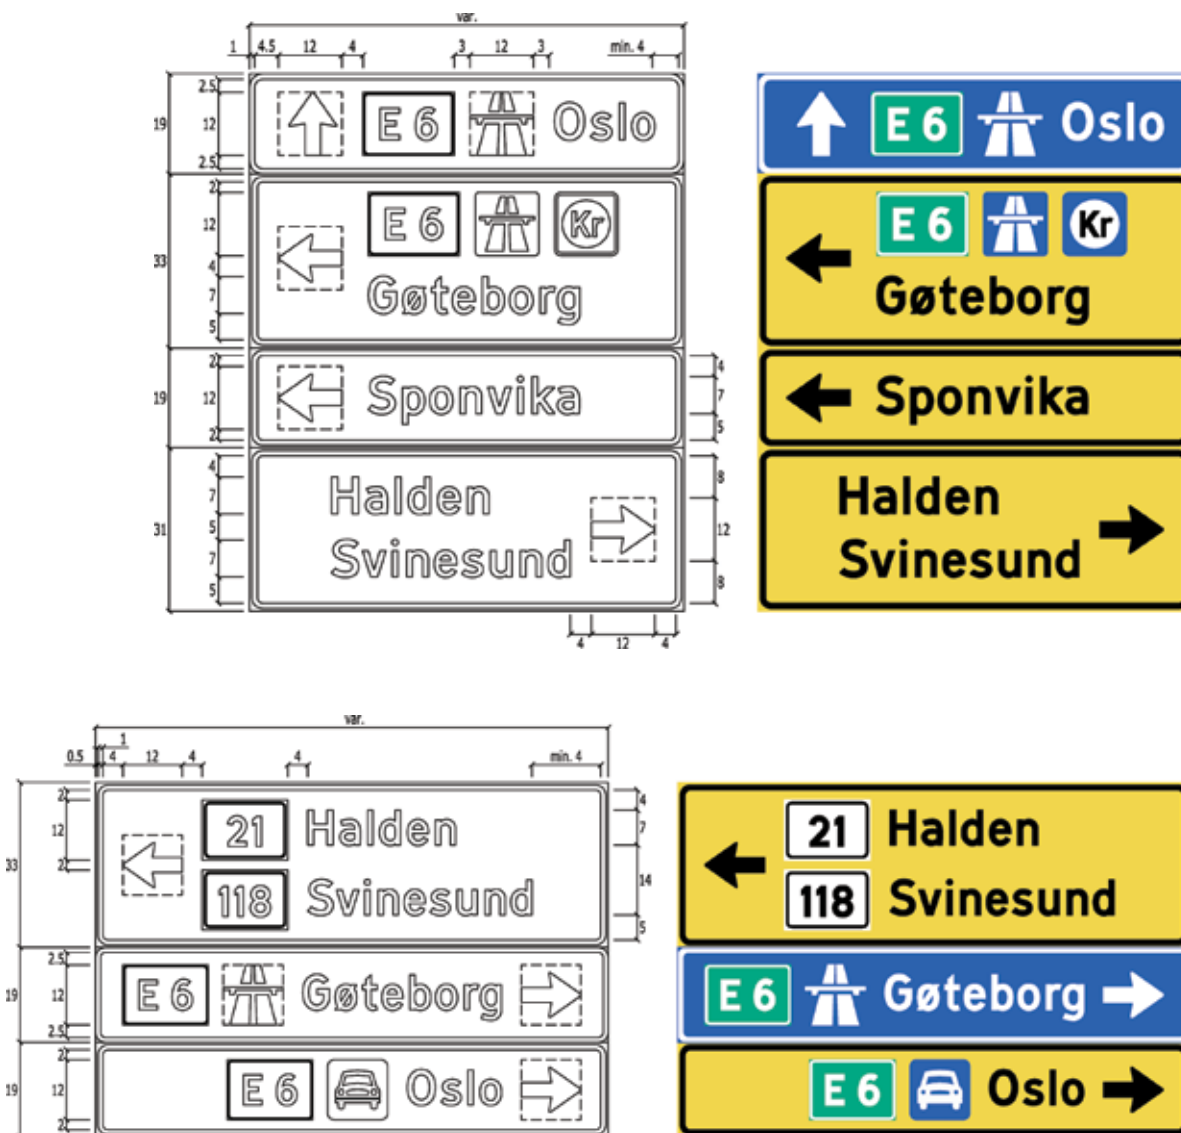 var.
1 4.5 12 4 3 12 3 min. 4
19 2.5 12 2.5 E 6 Oslo
E 6 Oslo
33 2 12 4 7 5 E 6 Kr
Gøteborg
E 6 Kr
Gøteborg
19 2 12 2 Sponvika 4 7 5
Sponvika
31 4 7 5 7 5 Halden 8 12 8
Svinesund
Halden
Svinesund
4 12 4
var.
0.5 1 4 12 4 4 min. 4
33 2 12 2 21 Halden 4 7 14 5
118 Svinesund
21 Halden
118 Svinesund
19 2.5 12 2.5 E 6 Gøteborg
E 6 Gøteborg
19 2 12 2 E 6 Oslo
E 6 Oslo